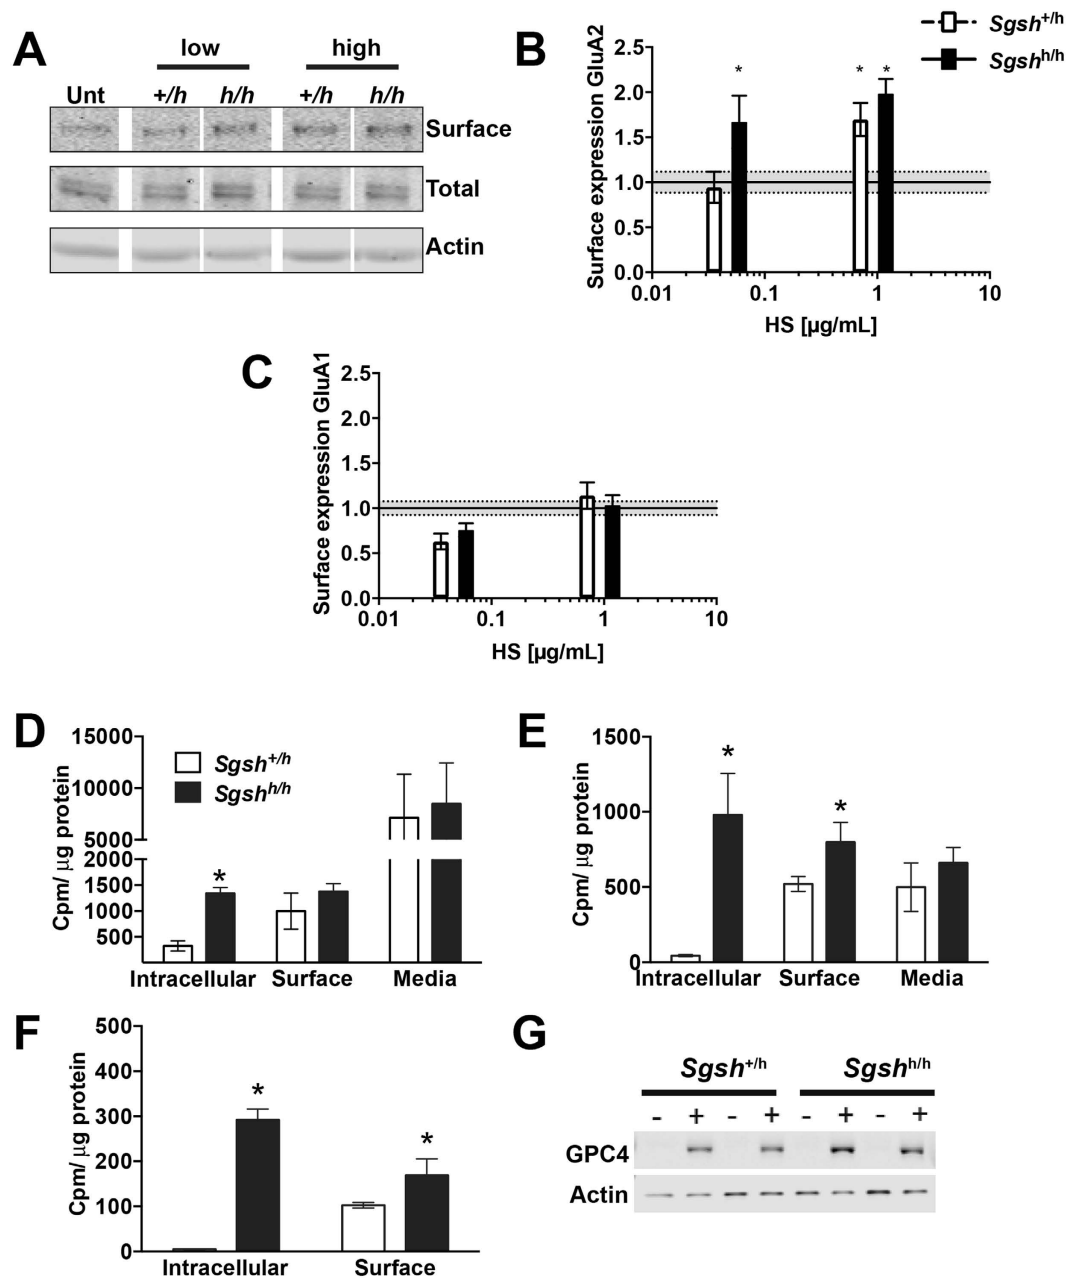 A
low
high
Unt
+/h
h/h
+/h
h/h
Surface
Total
Actin
B
Sgsh+/h
Sgshh/h
Surface expression GluA2
2.5
2.0
1.5
1.0
0.5
0.0
* * *
0.01
0.1
1
10
HS [µg/mL]
C
Surface expression GluA1
2.5
2.0
1.5
1.0
0.5
0.0
0.01
0.1
1
10
HS [µg/mL]
D
Cpm/ µg protein
15000
10000
5000
2000
1500
1000
500
Sgsh+/h
Sgshh/h
*
Intracellular
Surface
Media
E
Cpm/ µg protein
1500
1000
500
0
*
*
Intracellular
Surface
Media
F
Cpm/ µg protein
500
400
300
200
100
0
*
*
Intracellular
Surface
G
Sgsh+/h
Sgshh/h
- + - + - + - +
GPC4
Actin